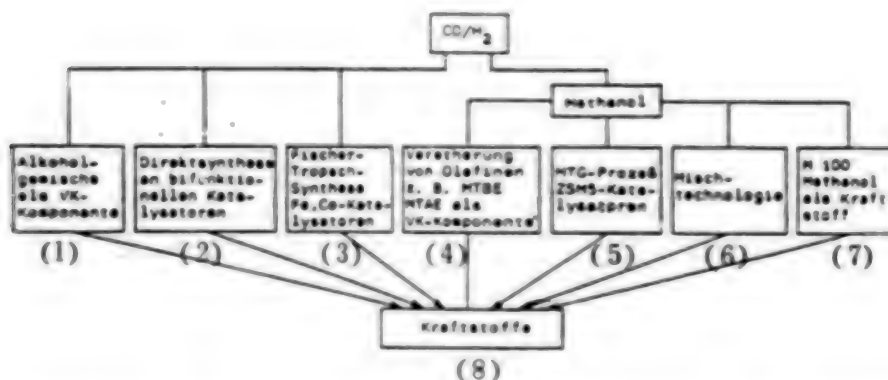 CO/H2
Methanol
Alkohol-
gemische
als VK-
Komponente
Direktsynthese
an bifunktio-
nellen Kata-
lysatoren
Fischer-
Tropsch-
Synthese
Fe,Co-Kata-
lysatoren
Veretherung
von Olefinen
z. B. MTBE
MTAE als
VK-Komponente
MTG-Prozeß
ZSM5-Kata-
lysatoren
Misch-
technologie
M 100
Methanol
als Kraft
stoff
(1)
(2)
(3)
(4)
(5)
(6)
(7)
Kraftstoffe
(8)